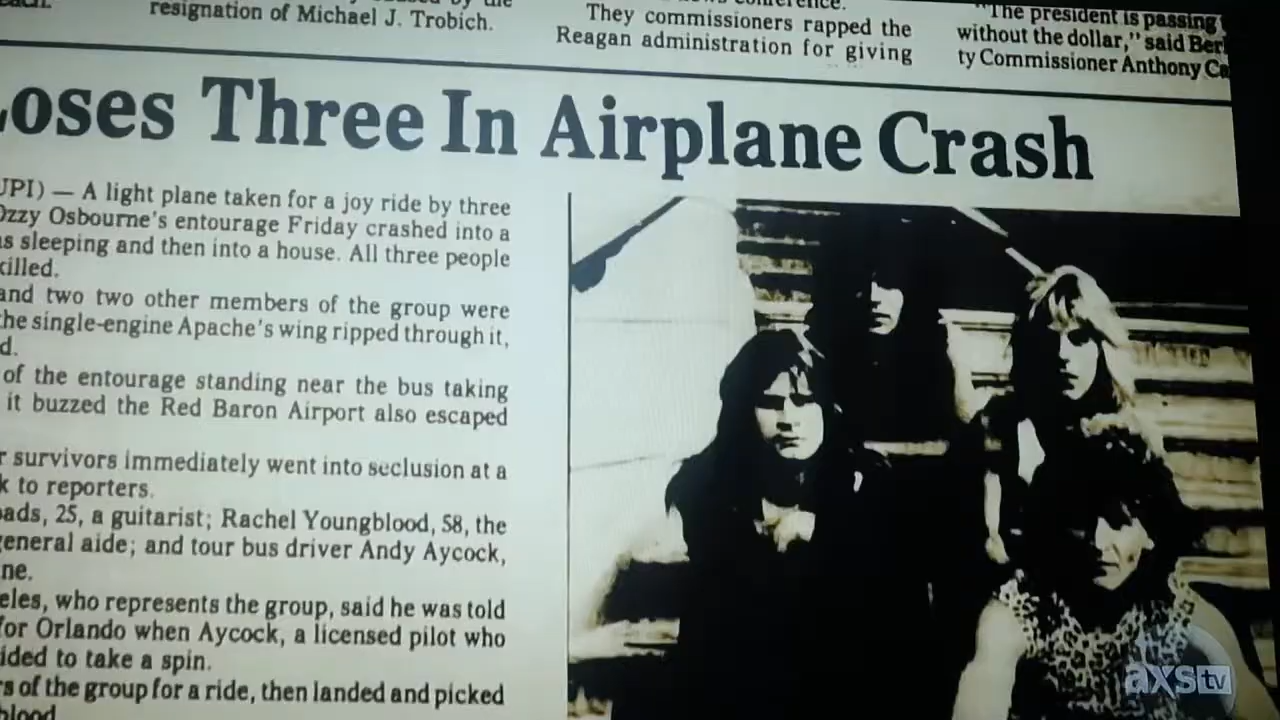 resignation of Michael J. Trobich.
They commissioners rapped the
Reagan administration for giving
"The president is passing
without the dollar," said Ber
ty Commissioner Anthony Ca
oses Three In Airplane Crash
UPI) — A light plane taken for a joy ride by three
Ozzy Osbourne's entourage Friday crashed into a
s sleeping and then into a house. All three people
killed.
and two two other members of the group were
he single-engine Apache's wing ripped through it,
d.
of the entourage standing near the bus taking
it buzzed the Red Baron Airport also escaped
r survivors immediately went into seclusion at a
k to reporters.
oads, 25, a guitarist; Rachel Youngblood, 58, the
general aide; and tour bus driver Andy Aycock,
ne.
eles, who represents the group, said he was told
for Orlando when Aycock, a licensed pilot who
ided to take a spin.
rs of the group for a ride, then landed and picked
blood
axs tv